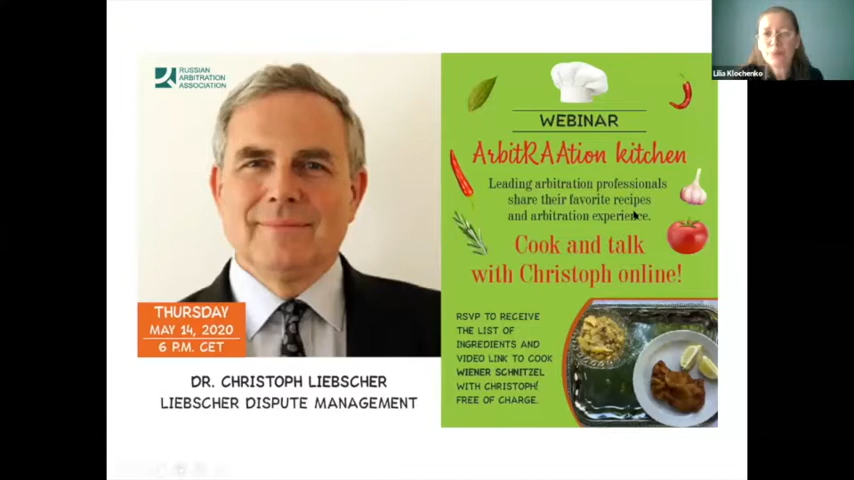 RUSSIAN
ARBITRATION
ASSOCIATION
THURSDAY
MAY 14, 2020
6 P.M. CET
DR. CHRISTOPH LIEBSCHER
LIEBSCHER DISPUTE MANAGEMENT
WEBINAR
ArbitRAAtion kitchen
Leading arbitration professionals
share their favorite recipes
and arbitration experience.
Cook and talk
with Christoph online!
RSVP TO RECEIVE
THE LIST OF
INGREDIENTS AND
VIDEO LINK TO COOK
WIENER SCHNITZEL
WITH CHRISTOPH!
FREE OF CHARGE.
Lilia Klochenko